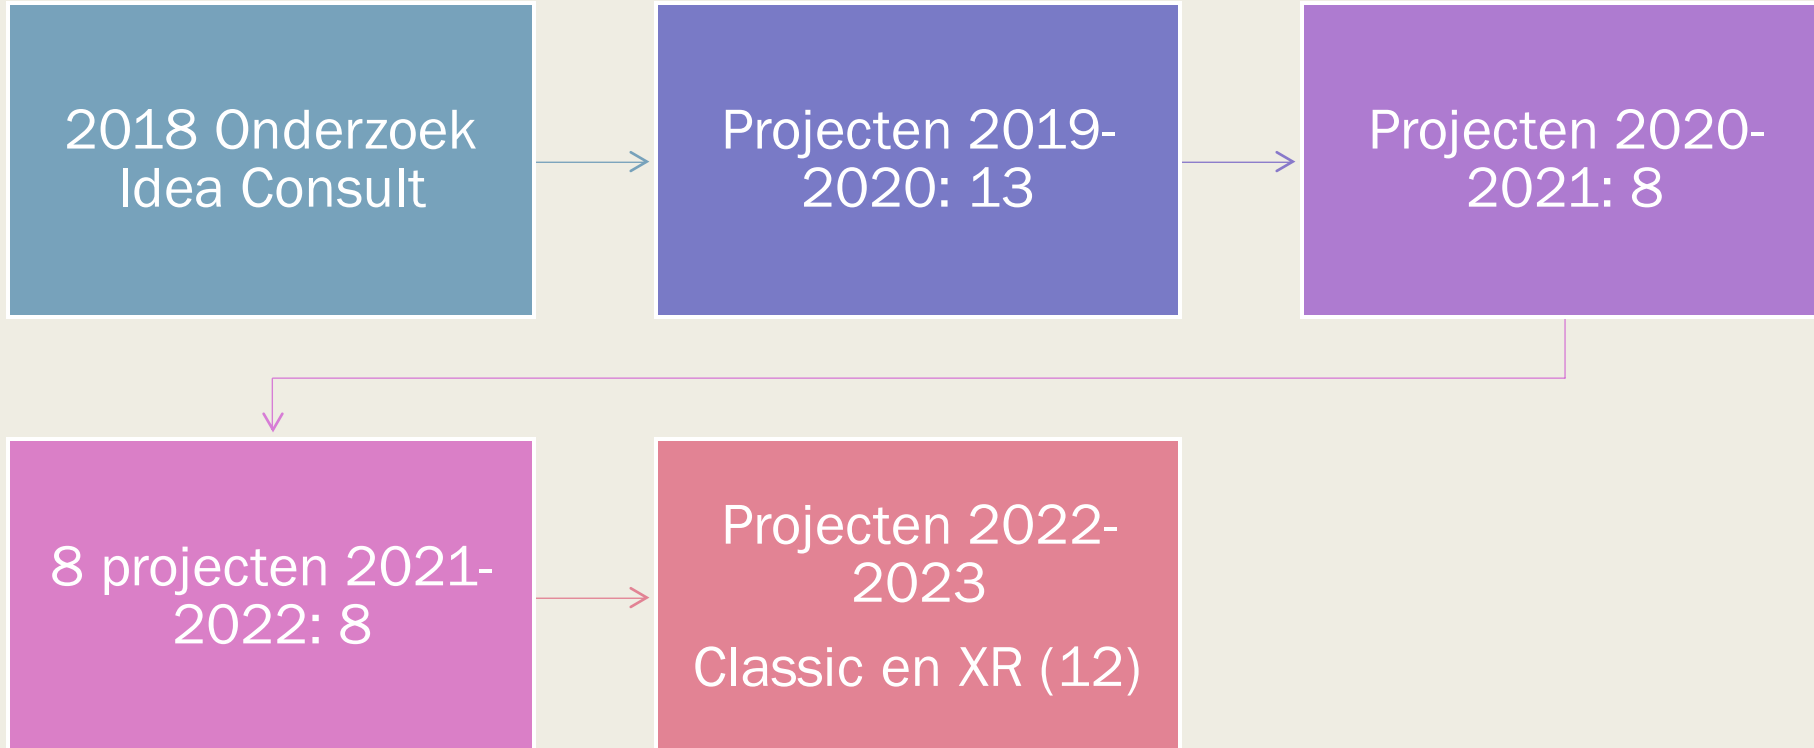 2018 Onderzoek
Idea Consult
Projecten 2019-
2020: 13
Projecten 2020-
2021: 8
8 projecten 2021-
2022: 8
Projecten 2022-
2023
Classic en XR (12)